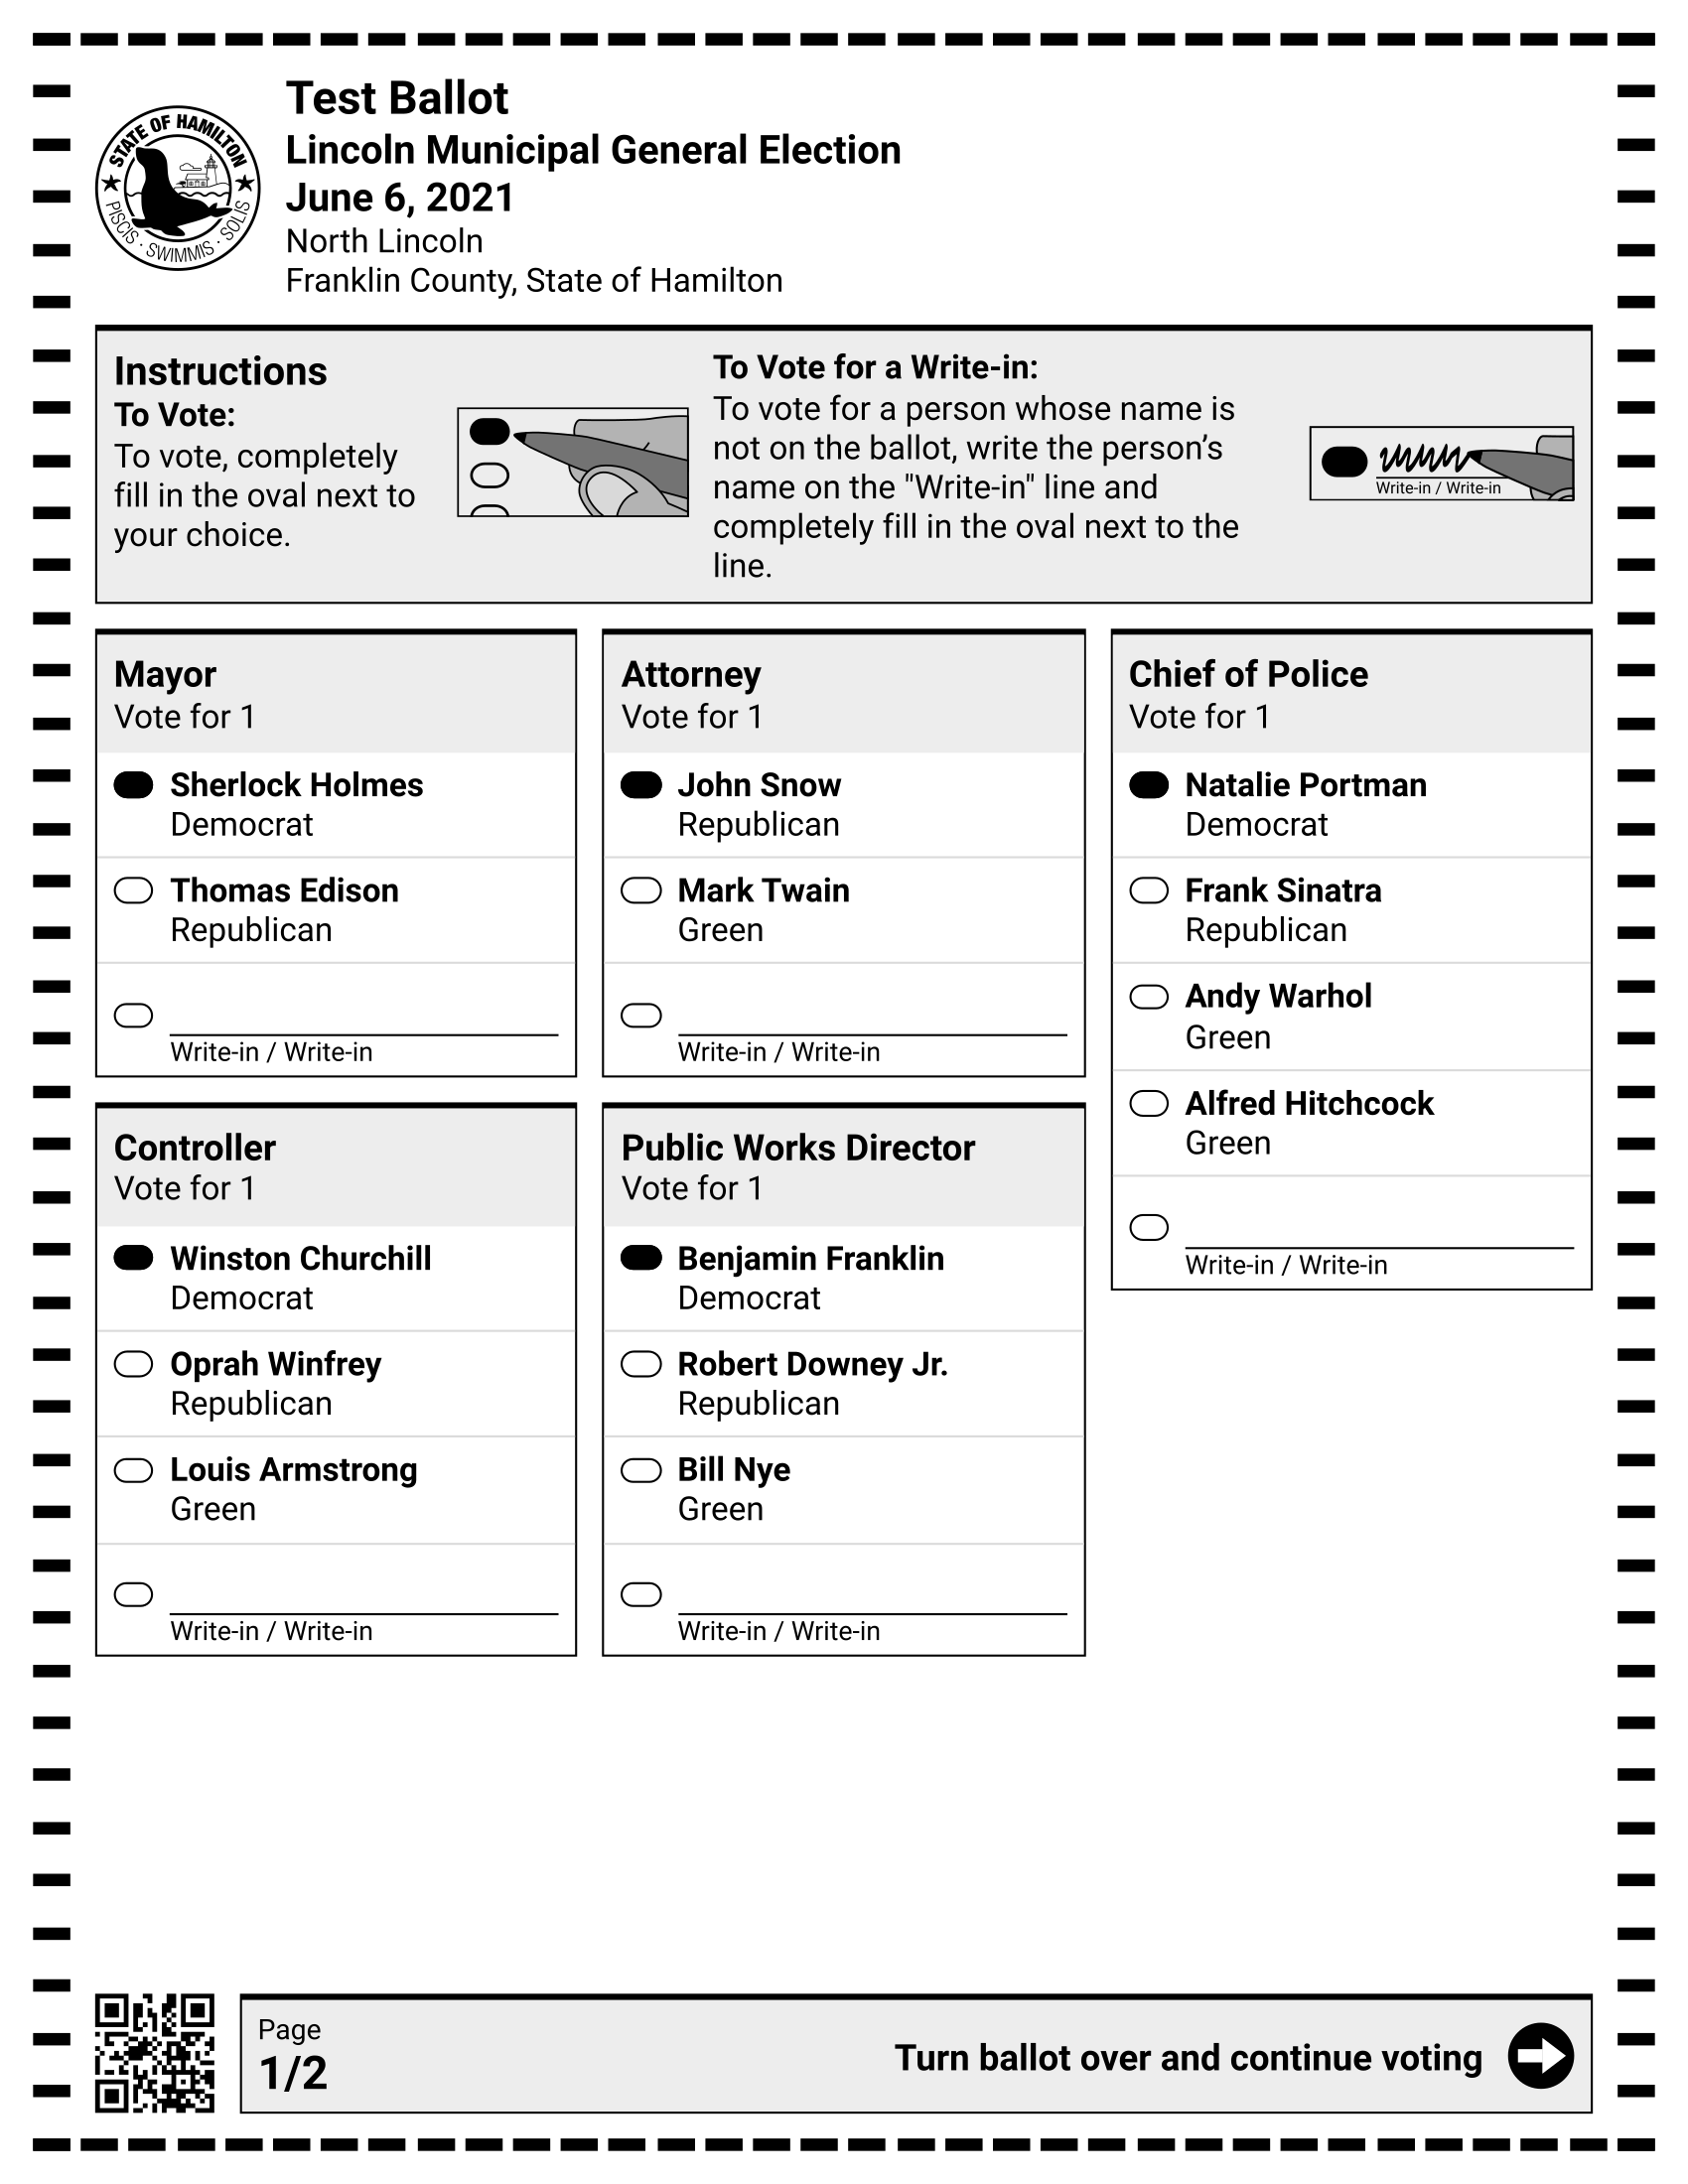 STATE OF HAMILTON
PISCIS · SWIMMIS · SOLIS
Test Ballot
Lincoln Municipal General Election
June 6, 2021
North Lincoln
Franklin County, State of Hamilton
Instructions
To Vote:
To vote, completely
fill in the oval next to
your choice.
To Vote for a Write-in:
To vote for a person whose name is
not on the ballot, write the person’s
name on the "Write-in" line and
completely fill in the oval next to the
line.
Write-in / Write-in
Mayor
Vote for 1
Sherlock Holmes
Democrat
Thomas Edison
Republican
Write-in / Write-in
Controller
Vote for 1
Winston Churchill
Democrat
Oprah Winfrey
Republican
Louis Armstrong
Green
Write-in / Write-in
Attorney
Vote for 1
John Snow
Republican
Mark Twain
Green
Write-in / Write-in
Public Works Director
Vote for 1
Benjamin Franklin
Democrat
Robert Downey Jr.
Republican
Bill Nye
Green
Write-in / Write-in
Chief of Police
Vote for 1
Natalie Portman
Democrat
Frank Sinatra
Republican
Andy Warhol
Green
Alfred Hitchcock
Green
Write-in / Write-in
Page
1/2
Turn ballot over and continue voting